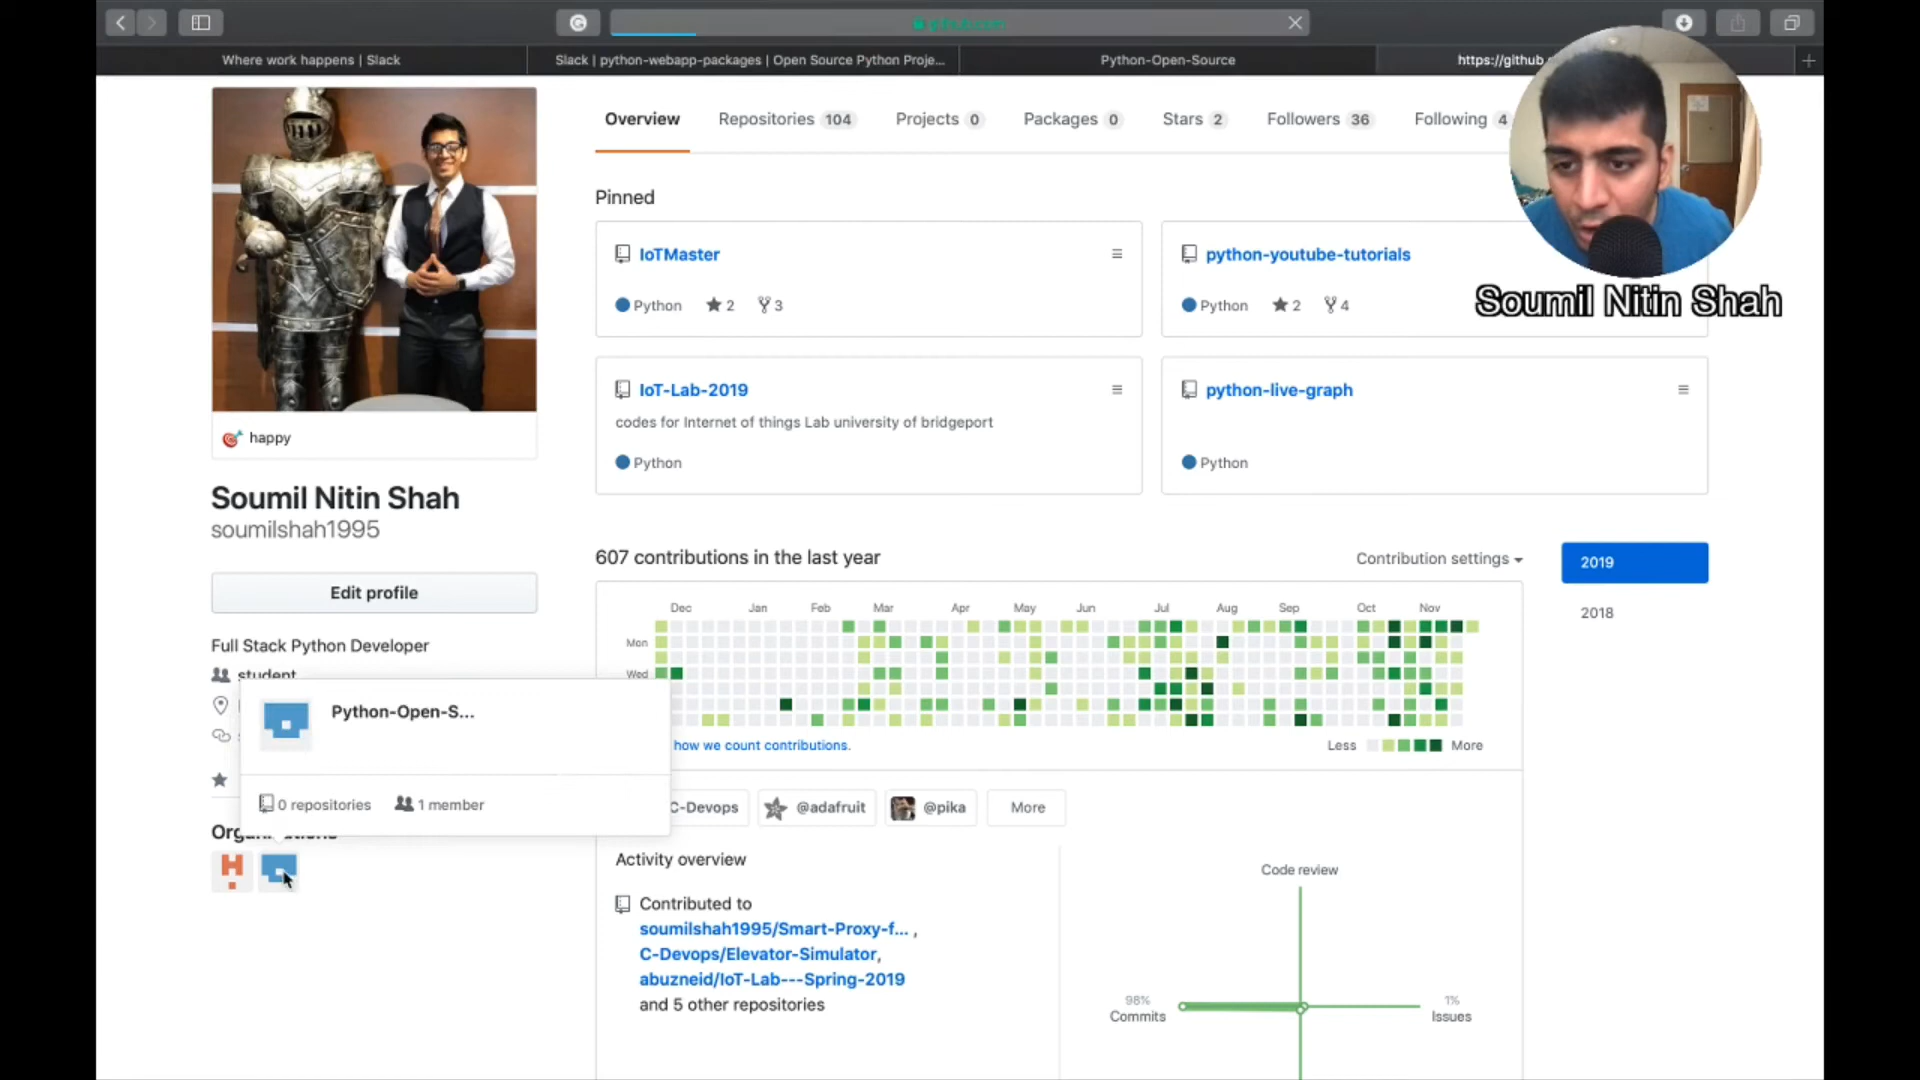 github.com
Where work happens | Slack
Slack | python-webapp-packages | Open Source Python Proje...
Python-Open-Source
https://github.
Overview
Repositories 104
Projects 0
Packages 0
Stars 2
Followers 36
Following 4
Pinned
IoTMaster
Python 2 3
python-youtube-tutorials
Python 2 4
Soumil Nitin Shah
IoT-Lab-2019
codes for Internet of things Lab university of bridgeport
Python
python-live-graph
Python
happy
Soumil Nitin Shah
soumilshah1995
Edit profile
Full Stack Python Developer
student
Python-Open-S...
0 repositories 1 member
607 contributions in the last year
Contribution settings
2019
2018
Dec Jan Feb Mar Apr May Jun Jul Aug Sep Oct Nov
Mon
Wed
how we count contributions.
Less More
C-Devops
@adafruit
@pika
More
Activity overview
Contributed to
soumilshah1995/Smart-Proxy-f... ,
C-Devops/Elevator-Simulator,
abuzneid/IoT-Lab---Spring-2019
and 5 other repositories
Code review
98%
Commits
1%
Issues